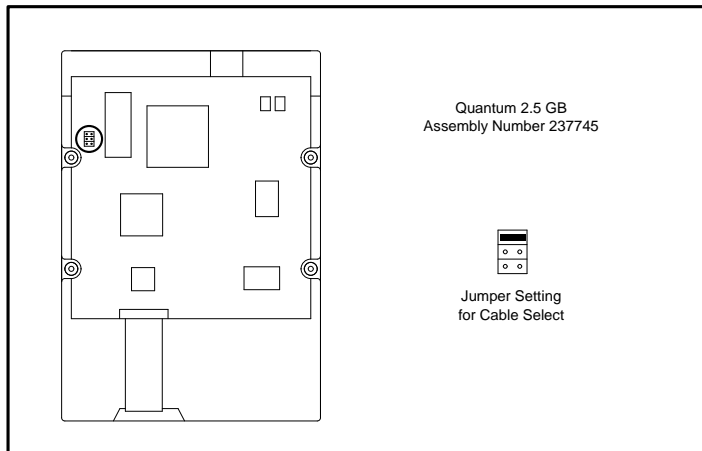 Quantum 2.5 GB
Assembly Number 237745
Jumper Setting
for Cable Select